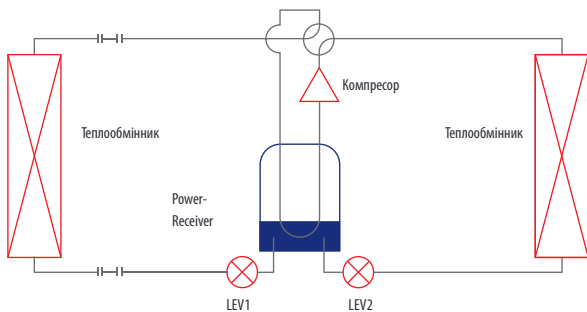 Компресор
Теплообмінник
Теплообмінник
Power-
Receiver
LEV1
LEV2